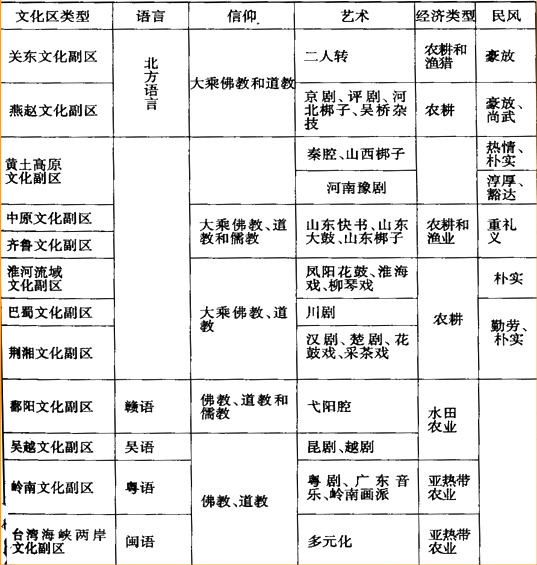 文化区类型 语言 信仰 艺术 经济类型 民风
关东文化副区 北方语言 大乘佛教和道教 二人转 农耕和 豪放
渔猎
燕赵文化副区 京剧、评剧、河 农耕 豪放、
北梆子、吴桥杂 尚武
技
黄土高原
文化副区
秦腔、山西梆子 热情、
朴实
河南豫剧 淳厚、
豁达
中原文化副区 大乘佛教、道 山东快书、山东 农耕和 重礼
齐鲁文化副区 教和儒教 大鼓、山东梆子 渔业 义
淮河流域 凤阳花鼓、淮海 朴实
文化副区 戏、柳琴戏
巴蜀文化副区 大乘佛教、道 川剧 农耕 勤劳、
教 朴实
荆湘文化副区 汉剧、楚剧、花
鼓戏、采茶戏
鄱阳文化副区 赣语 佛教、道教和 弋阳腔 水田
儒教 农业
吴越文化副区 吴语 佛教、道教 昆剧、越剧
岭南文化副区 粤语 粤剧、广东音 亚热带
乐、岭南画派 农业
台湾海峡两岸 闽语 多元化 亚热带
文化副区 农业